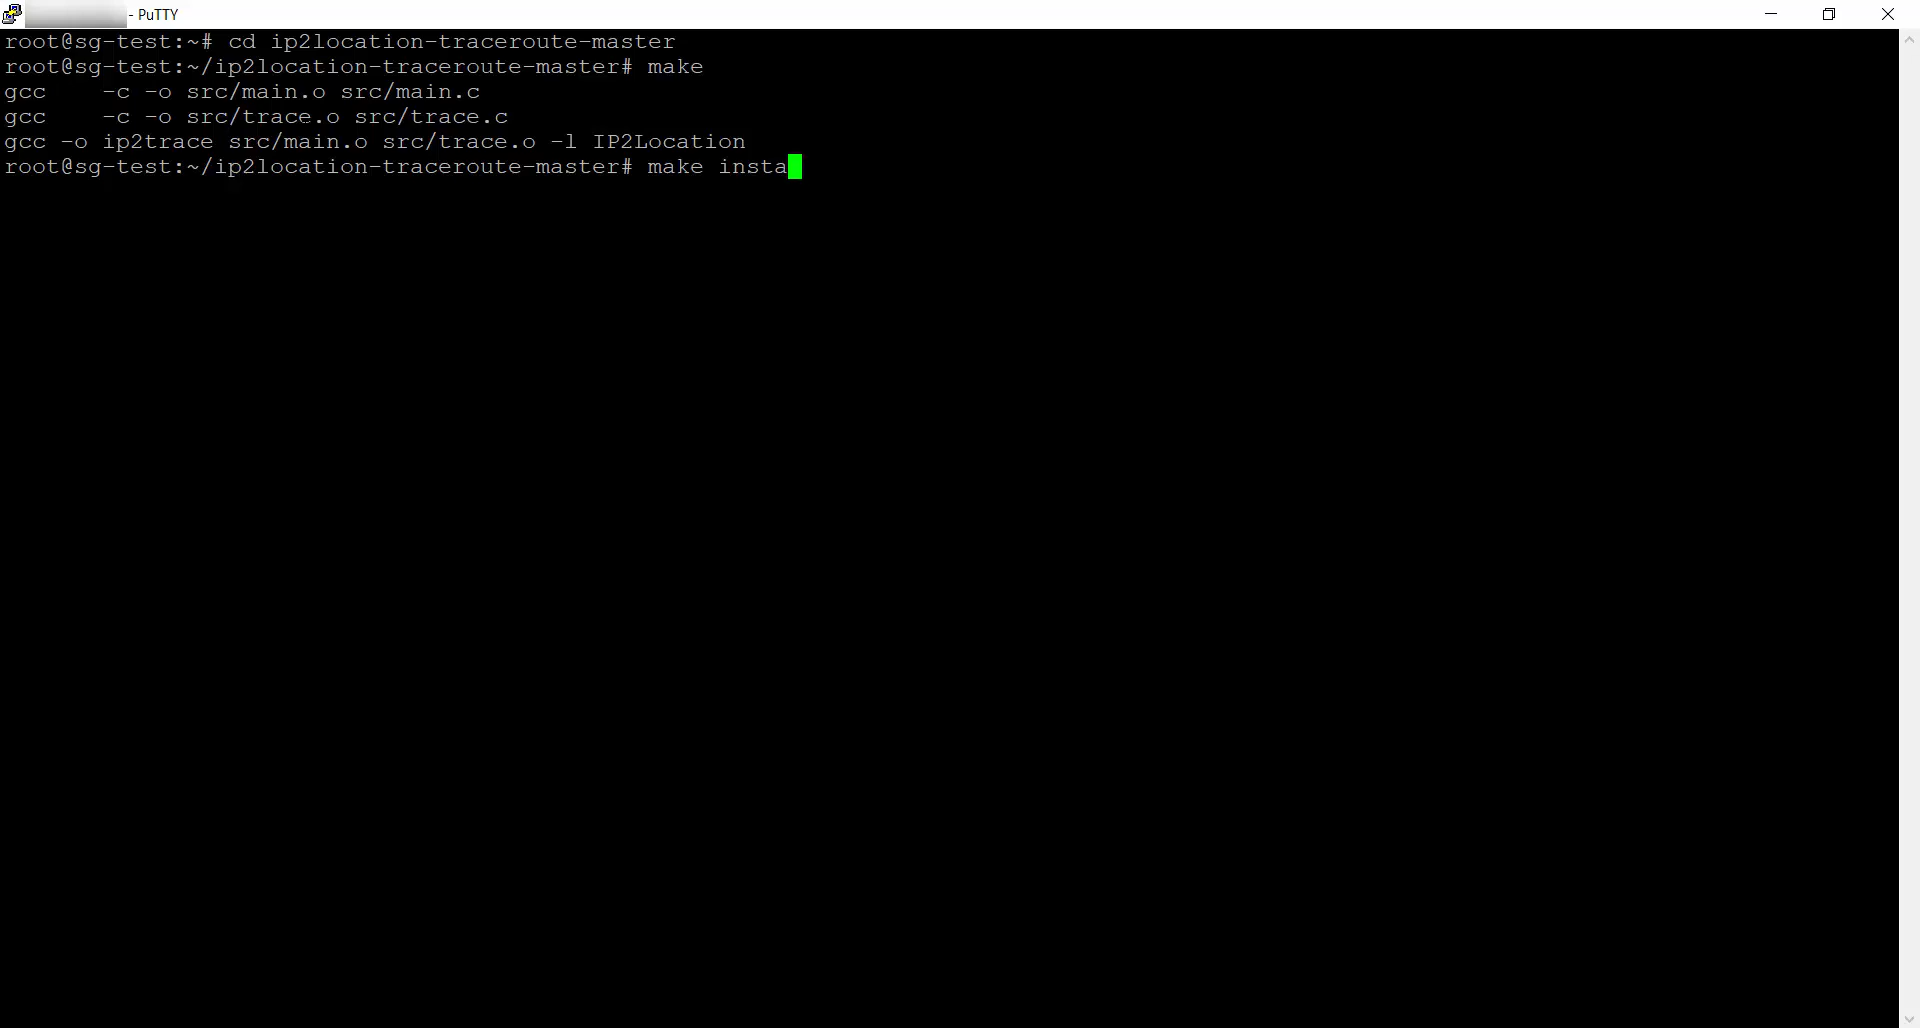 - PuTTY
root@sg-test:~# cd ip2location-traceroute-master
root@sg-test:~/ip2location-traceroute-master# make
gcc    -c -o src/main.o src/main.c
gcc    -c -o src/trace.o src/trace.c
gcc -o ip2trace src/main.o src/trace.o -l IP2Location
root@sg-test:~/ip2location-traceroute-master# make insta